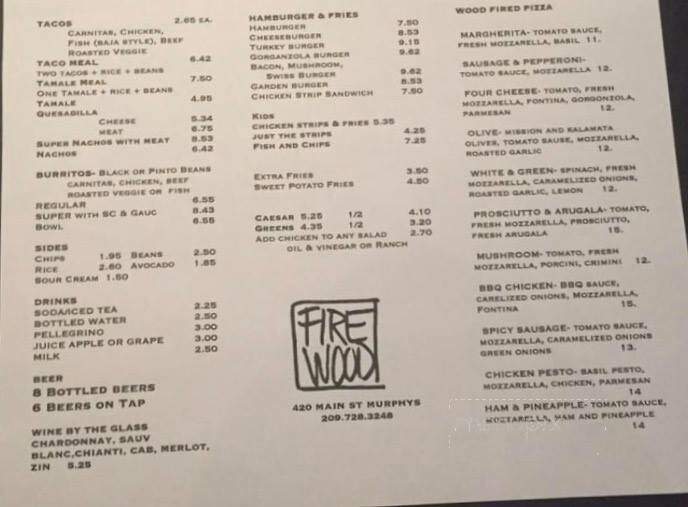 TACOS 2.65 EA.
CARNITAS, CHICKEN,
FISH (BAJA STYLE), BEEF
ROASTED VEGGIE
TACO MEAL 6.42
TWO TACOS + RICE + BEANS
TAMALE MEAL 7.50
ONE TAMALE + RICE + BEANS
TAMALE 4.95
QUESADILLA
CHEESE 5.34
MEAT 6.75
SUPER NACHOS WITH MEAT 8.53
NACHOS 6.42
BURRITOS- BLACK OR PINTO BEANS
CARNITAS, CHICKEN, BEEF
ROASTED VEGGIE OR FISH
REGULAR 6.55
SUPER WITH SC & GAUC 8.43
BOWL 6.55
SIDES
CHIPS 1.95 BEANS 2.50
RICE 2.60 AVOCADO 1.85
SOUR CREAM 1.50
DRINKS
SODA/ICED TEA 2.25
BOTTLED WATER 2.50
PELLEGRINO 3.00
JUICE APPLE OR GRAPE 3.00
MILK 2.50
BEER
8 BOTTLED BEERS
6 BEERS ON TAP
WINE BY THE GLASS
CHARDONNAY, SAUV
BLANC,CHIANTI, CAB, MERLOT,
ZIN 5.25
HAMBURGER & FRIES
HAMBURGER 7.50
CHEESEBURGER 8.53
TURKEY BURGER 9.15
GORGANZOLA BURGER 9.62
BACON, MUSHROOM,
SWISS BURGER 9.62
GARDEN BURGER 8.53
CHICKEN STRIP SANDWICH 7.50
KIDS
CHICKEN STRIPS & FRIES 5.35
JUST THE STRIPS 4.25
FISH AND CHIPS 7.25
EXTRA FRIES 3.50
SWEET POTATO FRIES 4.50
CAESAR 5.25 1/2 4.10
GREENS 4.35 1/2 3.20
ADD CHICKEN TO ANY SALAD 2.70
OIL & VINEGAR OR RANCH
FIRE
WOOD
420 MAIN ST MURPHYS
209.728.3248
WOOD FIRED PIZZA
MARGHERITA- TOMATO SAUCE,
FRESH MOZZARELLA, BASIL 11.
SAUSAGE & PEPPERONI-
TOMATO SAUCE, MOZZARELLA 12.
FOUR CHEESE- TOMATO, FRESH
MOZZARELLA, FONTINA, GORGONZOLA,
PARMESAN 12.
OLIVE- MISSION AND KALAMATA
OLIVES, TOMATO SAUSE, MOZZARELLA,
ROASTED GARLIC 12.
WHITE & GREEN- SPINACH, FRESH
MOZZARELLA, CARAMELIZED ONIONS,
ROASTED GARLIC, LEMON 12.
PROSCIUTTO & ARUGALA- TOMATO,
FRESH MOZZARELLA, PROSCIUTTO,
FRESH ARUGALA 15.
MUSHROOM- TOMATO, FRESH
MOZZARELLA, PORCINI, CRIMINI 12.
BBQ CHICKEN- BBQ SAUCE,
CARELIZED ONIONS, MOZZARELLA,
FONTINA 15.
SPICY SAUSAGE- TOMATO SAUCE,
MOZZARELLA, CARAMELIZED ONIONS
GREEN ONIONS 13.
CHICKEN PESTO- BASIL PESTO,
MOZZARELLA, CHICKEN, PARMESAN
14
HAM & PINEAPPLE- TOMATO SAUCE,
MOZZARELLA, HAM AND PINEAPPLE
14